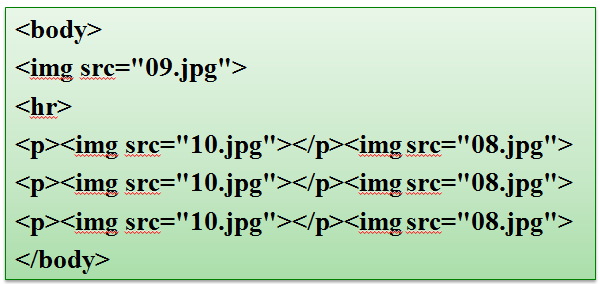 <body>
<img src="09.jpg">
<hr>
<p><img src="10.jpg"></p><img src="08.jpg">
<p><img src="10.jpg"></p><img src="08.jpg">
<p><img src="10.jpg"></p><img src="08.jpg">
</body>